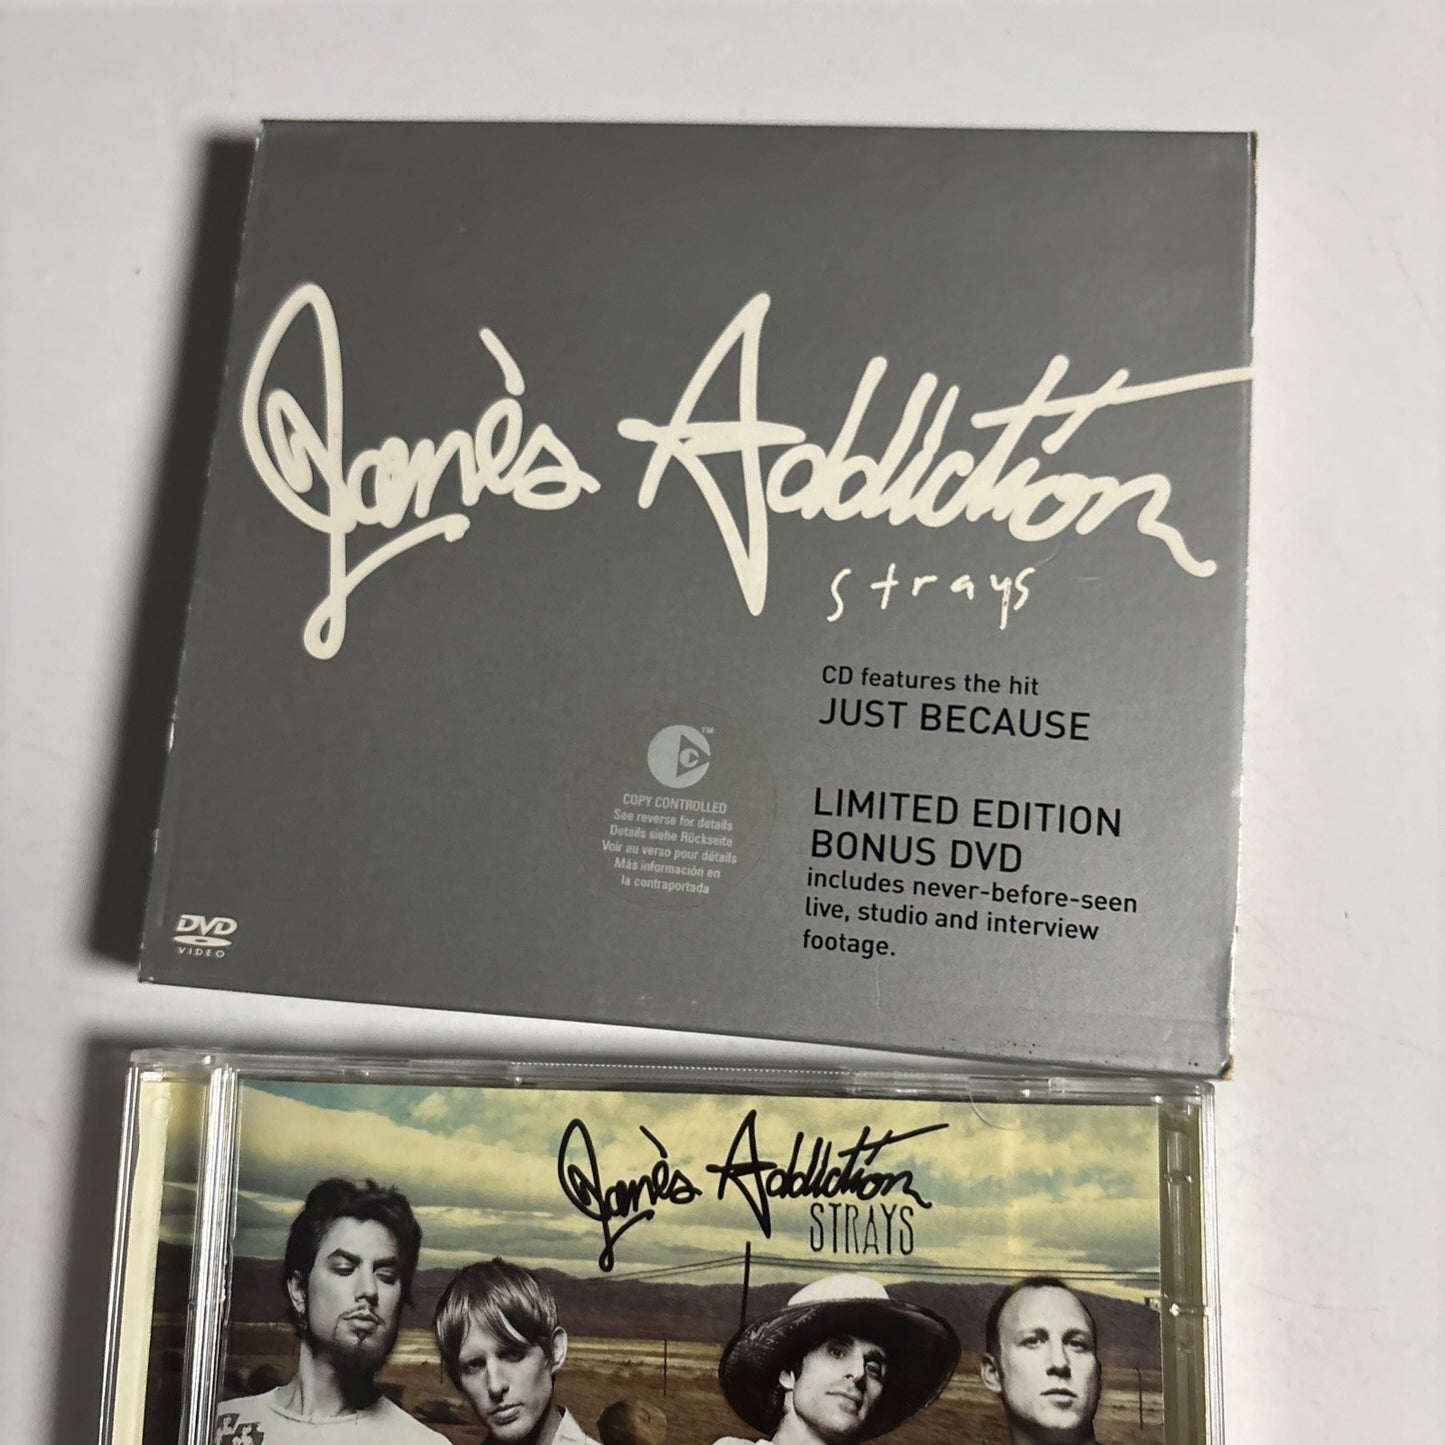 Jane's Addiction
strays
CD features the hit
JUST BECAUSE
TM
C
COPY CONTROLLED
See reverse for details
Details siehe Rückseite
Voir au verso pour détails
Más información en
la contraportada
LIMITED EDITION
BONUS DVD
includes never-before-seen
live, studio and interview
footage.
DVD
VIDEO
Jane's Addiction
STRAYS